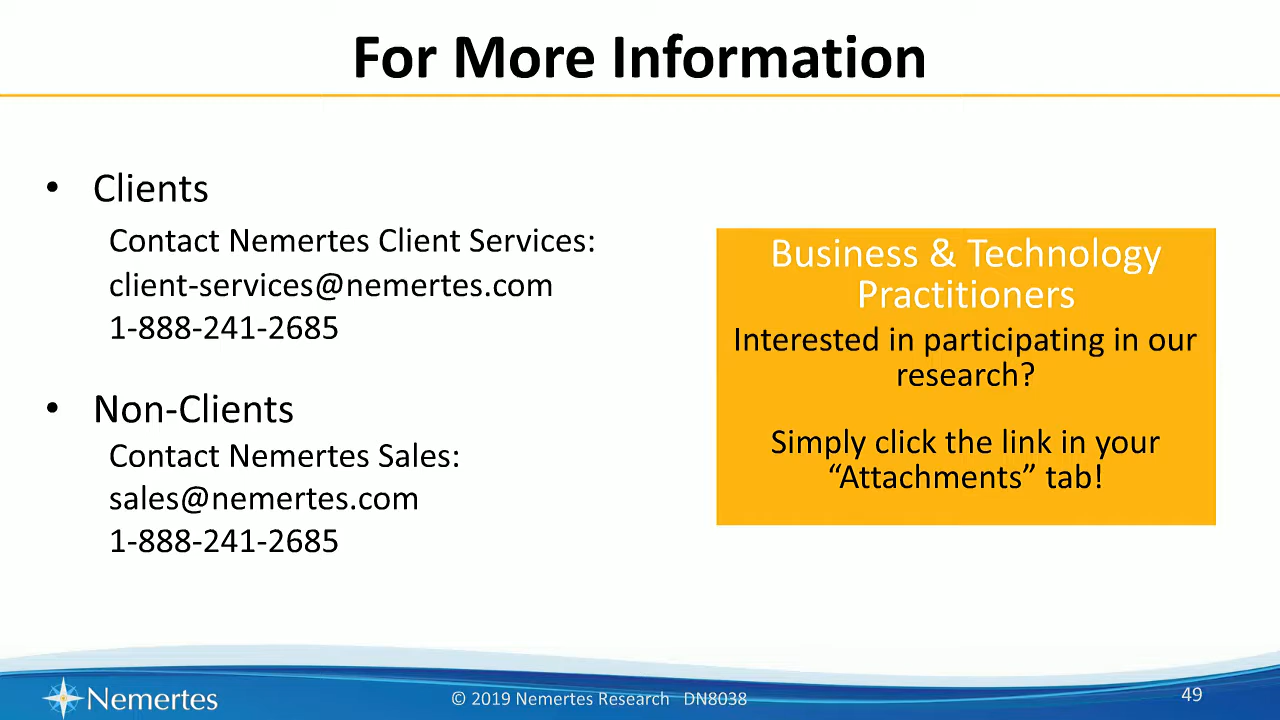 For More Information
• Clients
Contact Nemertes Client Services:
client-services@nemertes.com
1-888-241-2685
• Non-Clients
Contact Nemertes Sales:
sales@nemertes.com
1-888-241-2685
Business & Technology
Practitioners
Interested in participating in our
research?
Simply click the link in your
“Attachments” tab!
Nemertes
© 2019 Nemertes Research DN8038
49